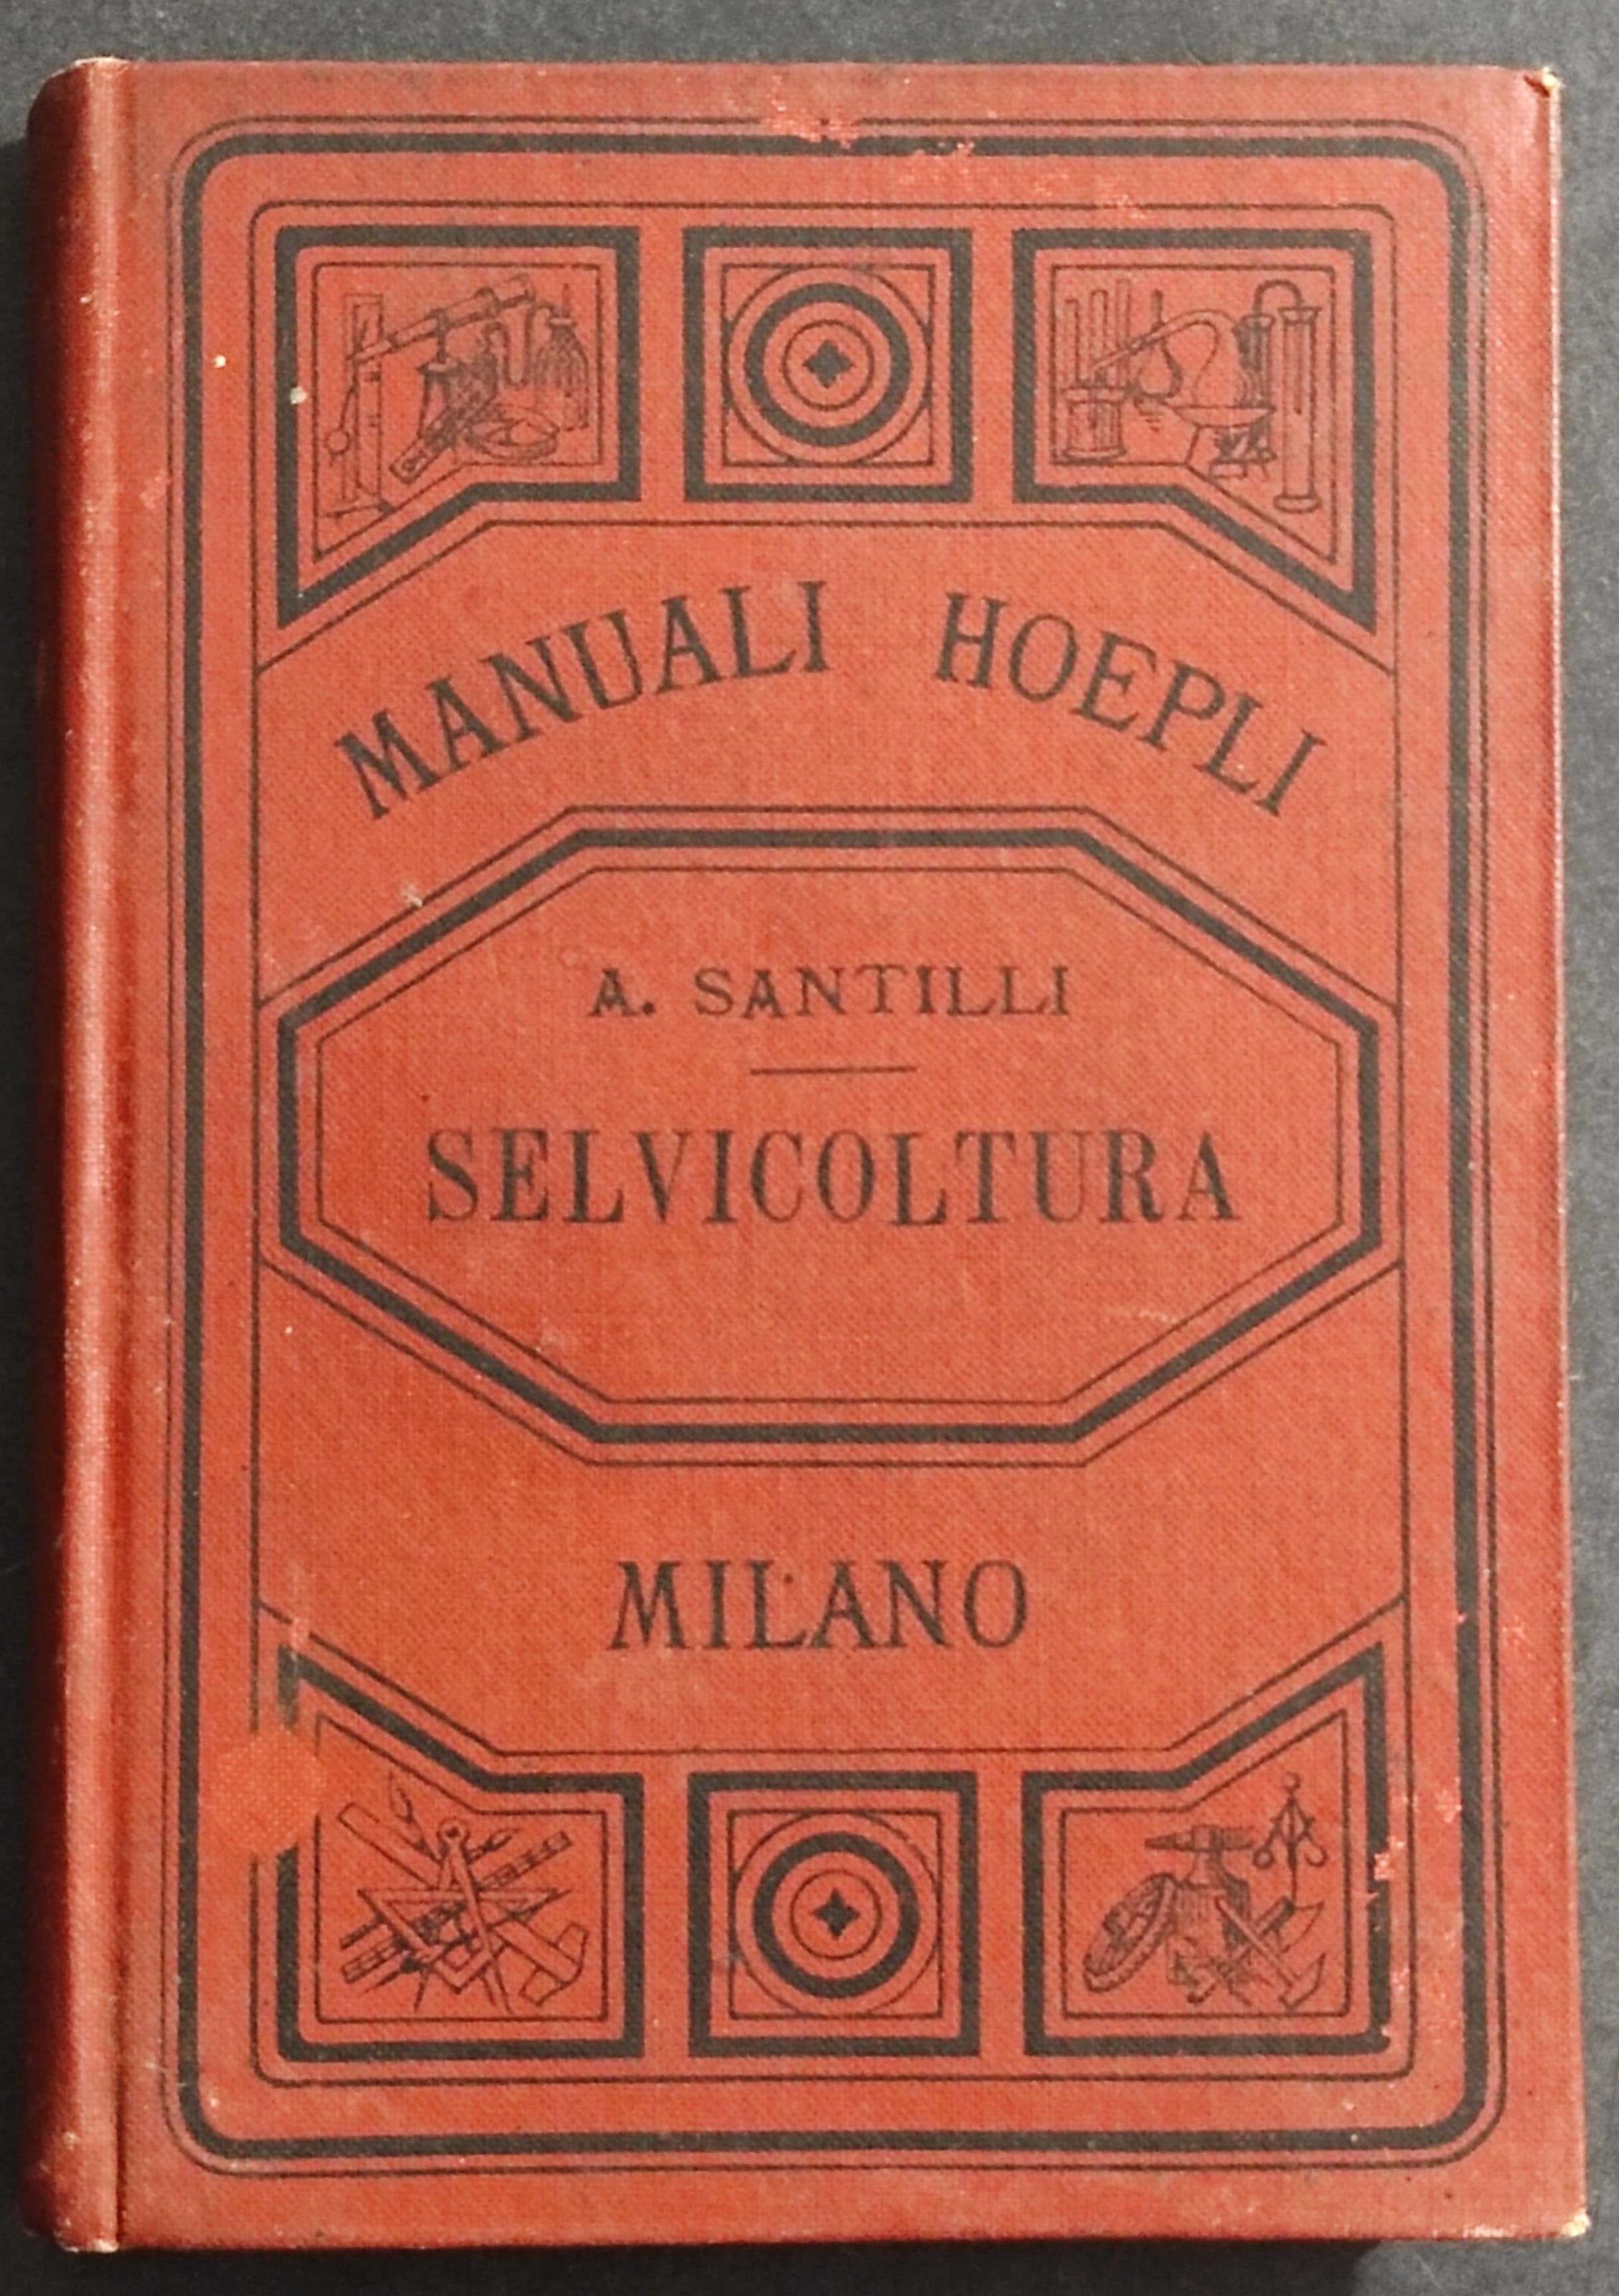 MANUALI HOEPLI
A. SANTILLI
SELVICOLTURA
MILANO